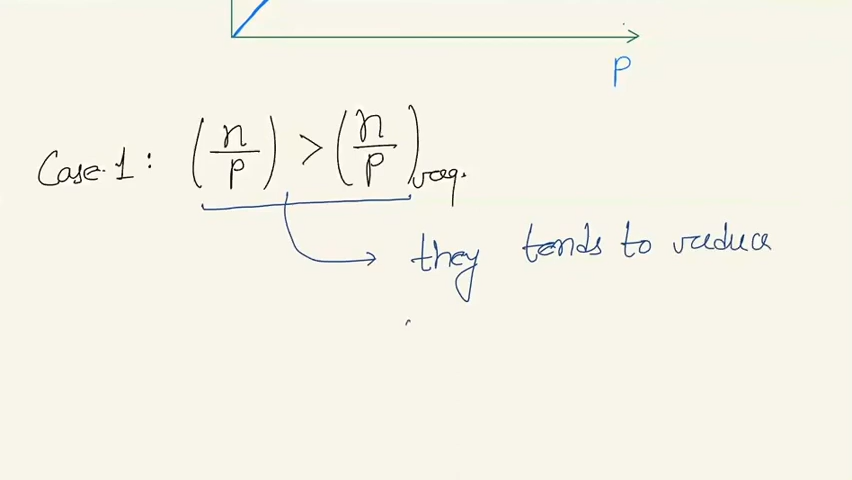 P
Case 1: (n/p) > (n/p)req.
they tends to reduce